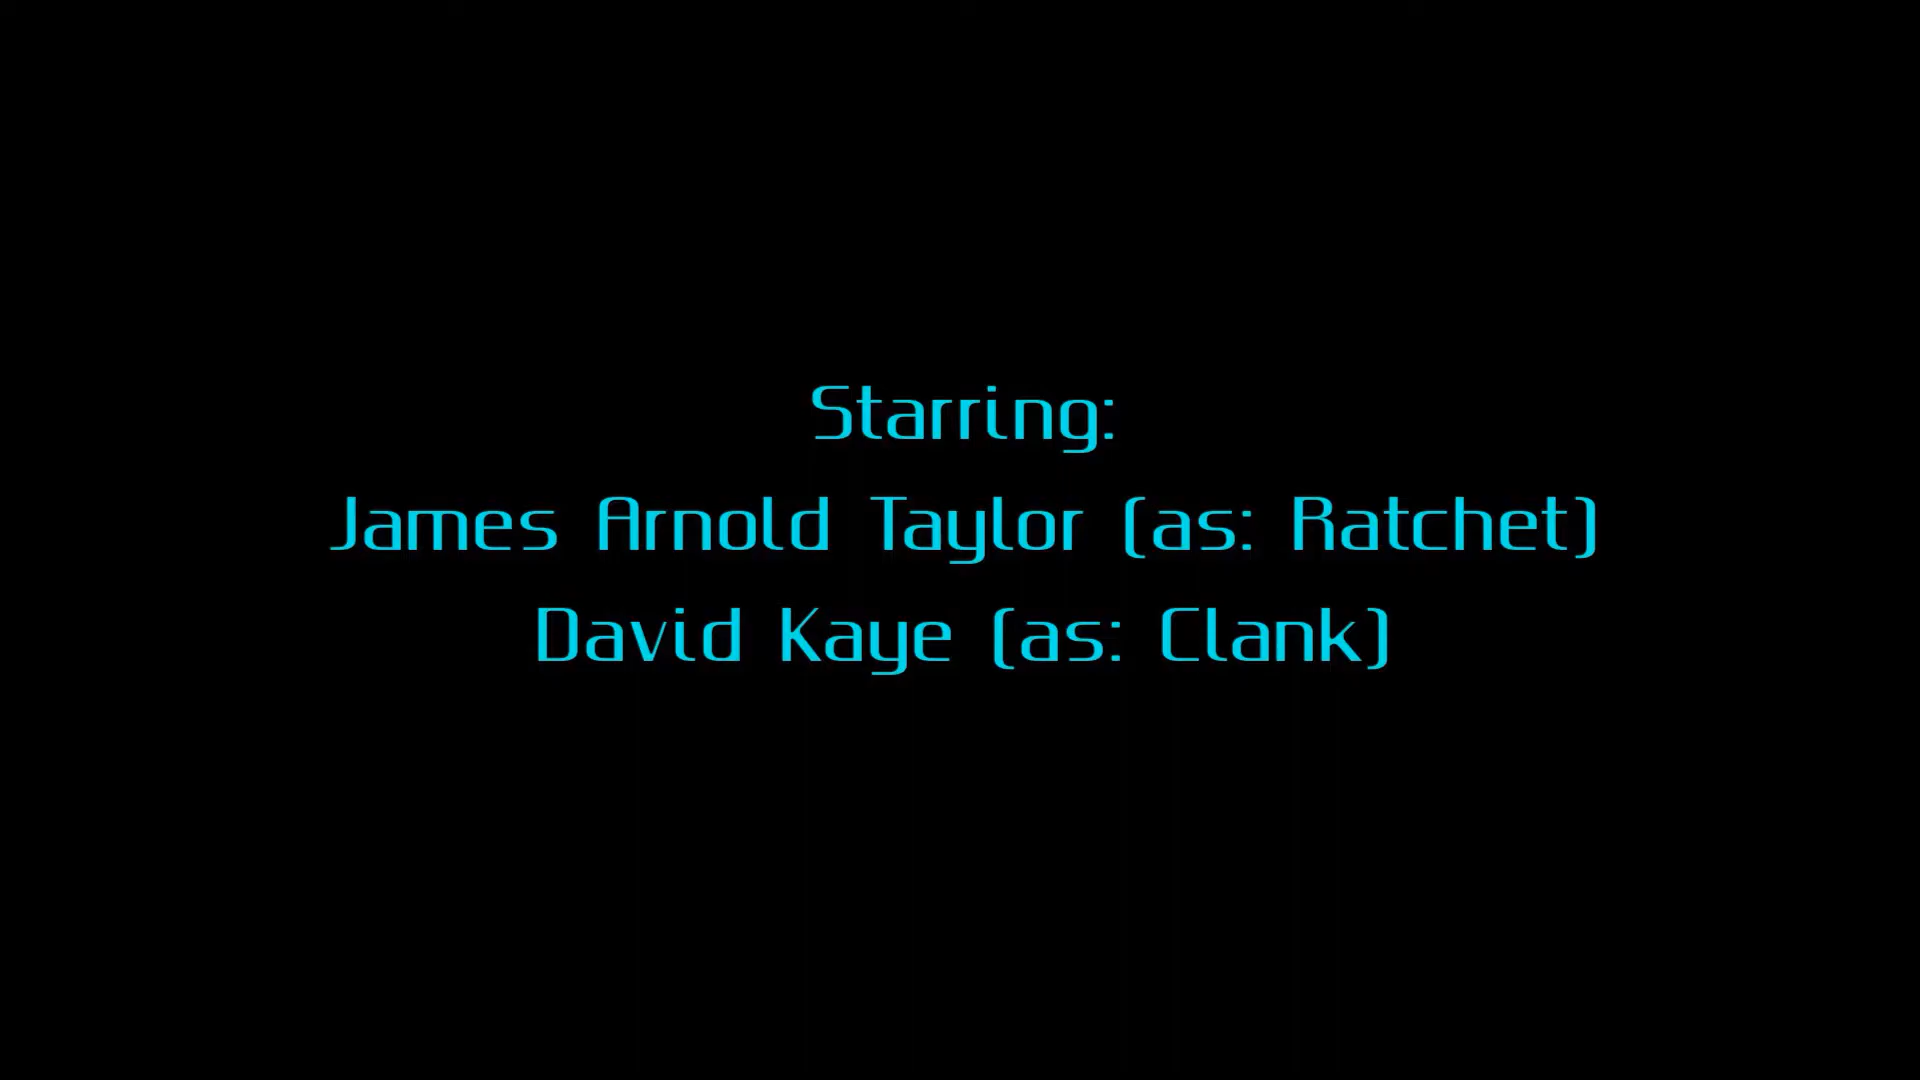 Starring:
James Arnold Taylor (as: Ratchet)
David Kaye (as: Clank)